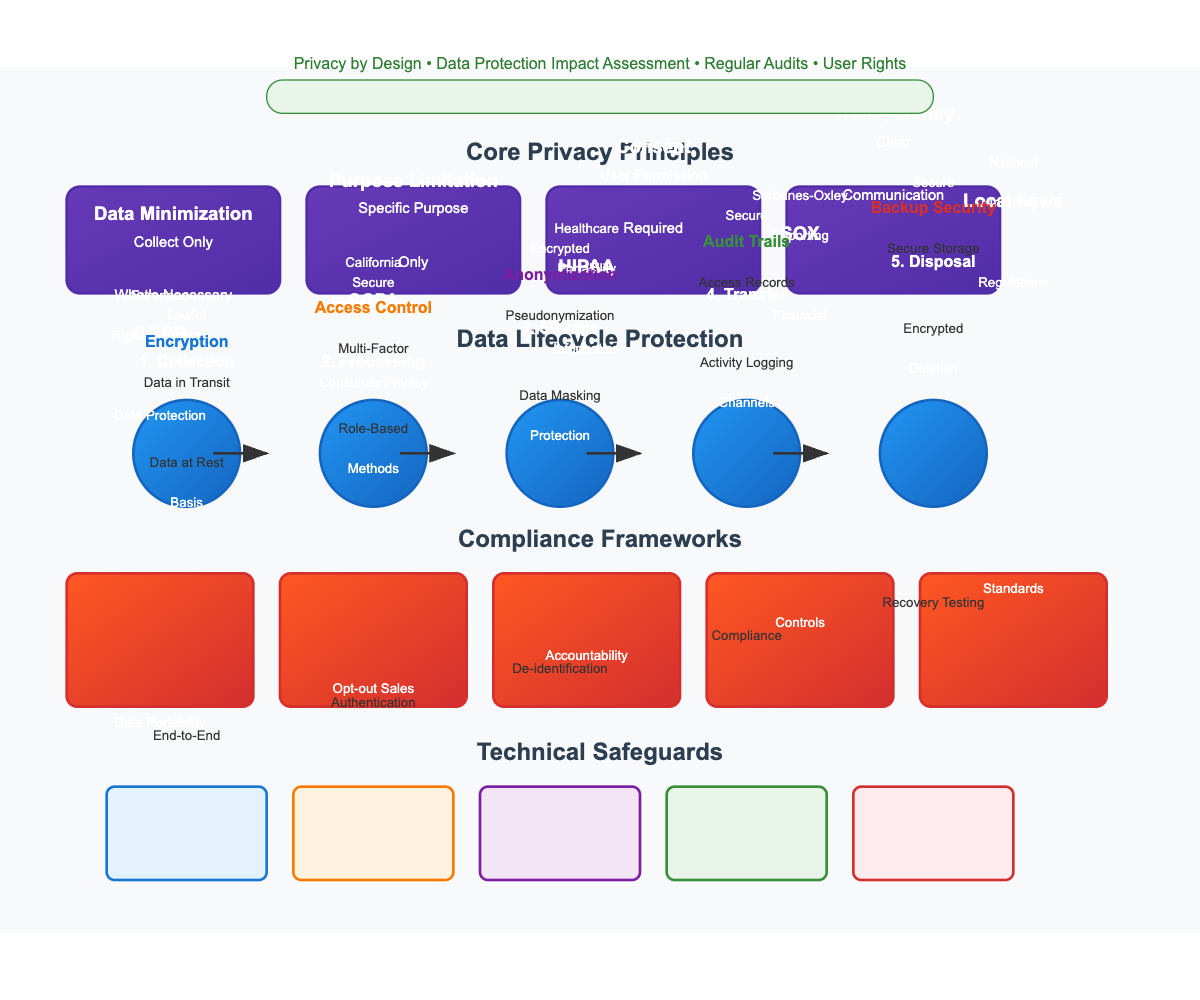 Privacy by Design • Data Protection Impact Assessment • Regular Audits • User Rights
Transparency
Clear
Core Privacy Principles
Consent
National
User Permission
Purpose Limitation
Secure
Sarbanes-Oxley
Communication
Local Laws
Data Minimization
Specific Purpose
Secure
Backup Security
Healthcare
Required
SOX
Collect Only
Audit Trails
Encrypted
Secure Storage
California
Only
HIPAA
5. Disposal
Anonymization
Secure
Access Records
Regulations
What's Necessary
4. Transfer
Access Control
Lawful
Pseudonymization
Financial
GDPR
Encrypted
Encryption
Data Lifecycle Protection
Multi-Factor
1. Collection
2. Processing
Activity Logging
Deletion
Data in Transit
Consumer Privacy
Data Masking
Channels
Data Protection
Role-Based
Protection
Data at Rest
Methods
Basis
Compliance Frameworks
Standards
Recovery Testing
Controls
Compliance
Accountability
De-identification
Opt-out Sales
Authentication
Data Portability
End-to-End
Technical Safeguards